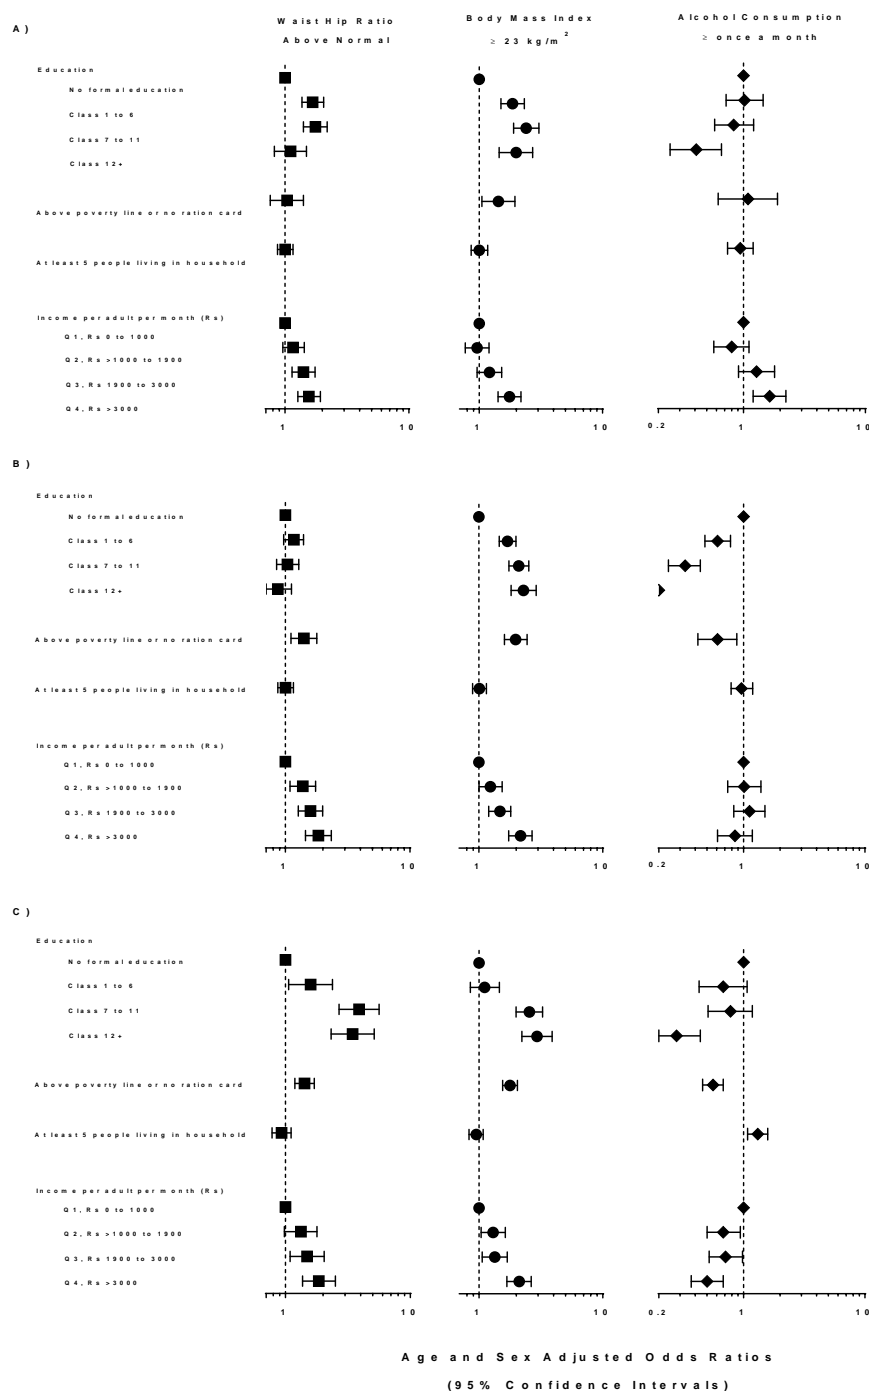 A)
Waist Hip Ratio
Above Normal
Body Mass Index
≥ 23 kg/m²
Alcohol Consumption
≥ once a month
Education
No formal education
Class 1 to 6
Class 7 to 11
Class 12+
Above poverty line or no ration card
At least 5 people living in household
Income per adult per month (Rs)
Q1, Rs 0 to 1000
Q2, Rs >1000 to 1900
Q3, Rs 1900 to 3000
Q4, Rs >3000
1 10 1 10 0.2 1 10
B)
Education
No formal education
Class 1 to 6
Class 7 to 11
Class 12+
Above poverty line or no ration card
At least 5 people living in household
Income per adult per month (Rs)
Q1, Rs 0 to 1000
Q2, Rs >1000 to 1900
Q3, Rs 1900 to 3000
Q4, Rs >3000
1 10 1 10 0.2 1 10
C)
Education
No formal education
Class 1 to 6
Class 7 to 11
Class 12+
Above poverty line or no ration card
At least 5 people living in household
Income per adult per month (Rs)
Q1, Rs 0 to 1000
Q2, Rs >1000 to 1900
Q3, Rs 1900 to 3000
Q4, Rs >3000
1 10 1 10 0.2 1 10
Age and Sex Adjusted Odds Ratios
(95% Confidence Intervals)